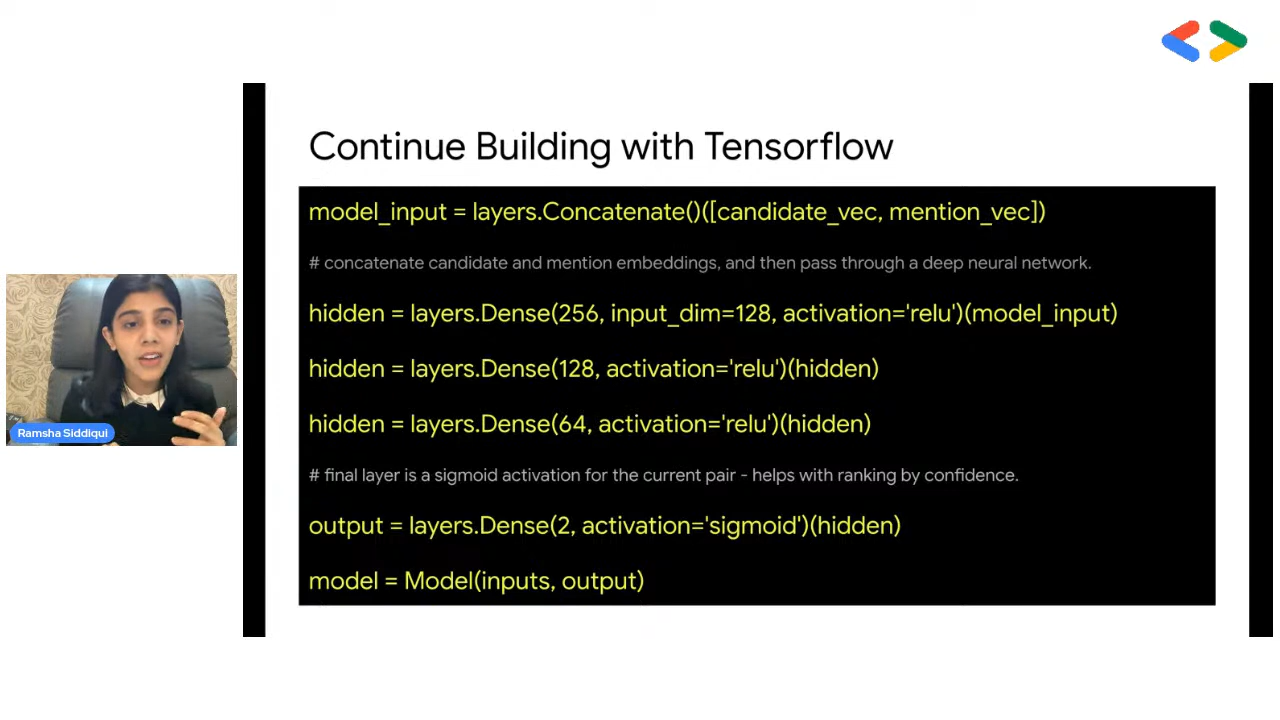 Continue Building with Tensorflow
model_input = layers.Concatenate()([candidate_vec, mention_vec])
# concatenate candidate and mention embeddings, and then pass through a deep neural network.
hidden = layers.Dense(256, input_dim=128, activation='relu')(model_input)
hidden = layers.Dense(128, activation='relu')(hidden)
hidden = layers.Dense(64, activation='relu')(hidden)
# final layer is a sigmoid activation for the current pair - helps with ranking by confidence.
output = layers.Dense(2, activation='sigmoid')(hidden)
model = Model(inputs, output)
Ramsha Siddiqui